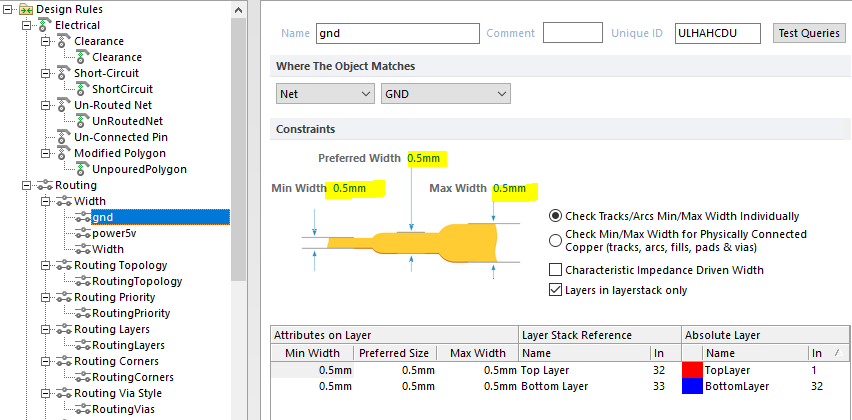 Design Rules
Electrical
Clearance
Clearance
Short-Circuit
ShortCircuit
Un-Routed Net
UnRoutedNet
Un-Connected Pin
Modified Polygon
UnpouredPolygon
Routing
Width
gnd
power5v
Width
Routing Topology
RoutingTopology
Routing Priority
RoutingPriority
Routing Layers
RoutingLayers
Routing Corners
RoutingCorners
Routing Via Style
RoutingVias
Name gnd Comment Unique ID ULHAHCDU Test Queries
Where The Object Matches
Net GND
Constraints
Preferred Width 0.5mm
Min Width 0.5mm Max Width 0.5mm
Check Tracks/Arcs Min/Max Width Individually
Check Min/Max Width for Physically Connected
Copper (tracks, arcs, fills, pads & vias)
Characteristic Impedance Driven Width
Layers in layerstack only
Attributes on Layer Layer Stack Reference Absolute Layer
Min Width Preferred Size Max Width Name In Name In
0.5mm 0.5mm 0.5mm Top Layer 32 TopLayer 1
0.5mm 0.5mm 0.5mm Bottom Layer 33 BottomLayer 32